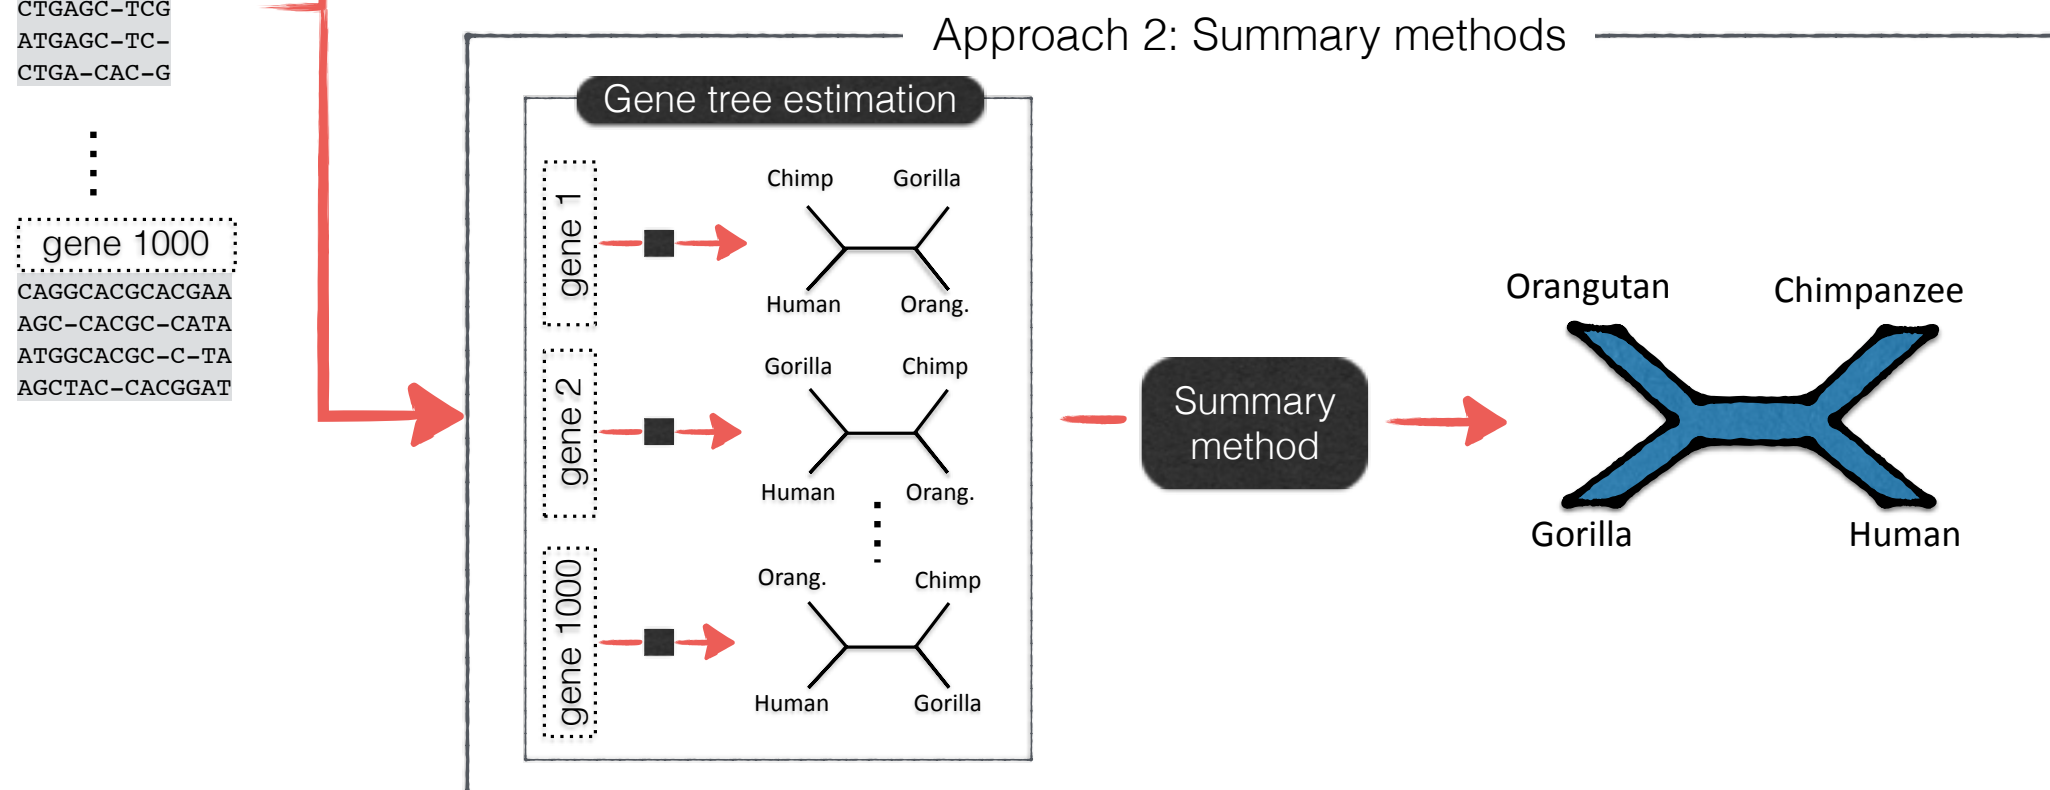 CTGAGC-TCG
ATGAGC-TC-
CTGA-CAC-G
gene 1000
CAGGCACGCACGAA
AGC-CACGC-CATA
ATGGCACGC-C-TA
AGCTAC-CACGGAT
Approach 2: Summary methods
Gene tree estimation
gene 1
Chimp Gorilla
Human Orang.
gene 2
Gorilla Chimp
Human Orang.
gene 1000
Orang. Chimp
Human Gorilla
Summary
method
Orangutan Chimpanzee
Gorilla Human